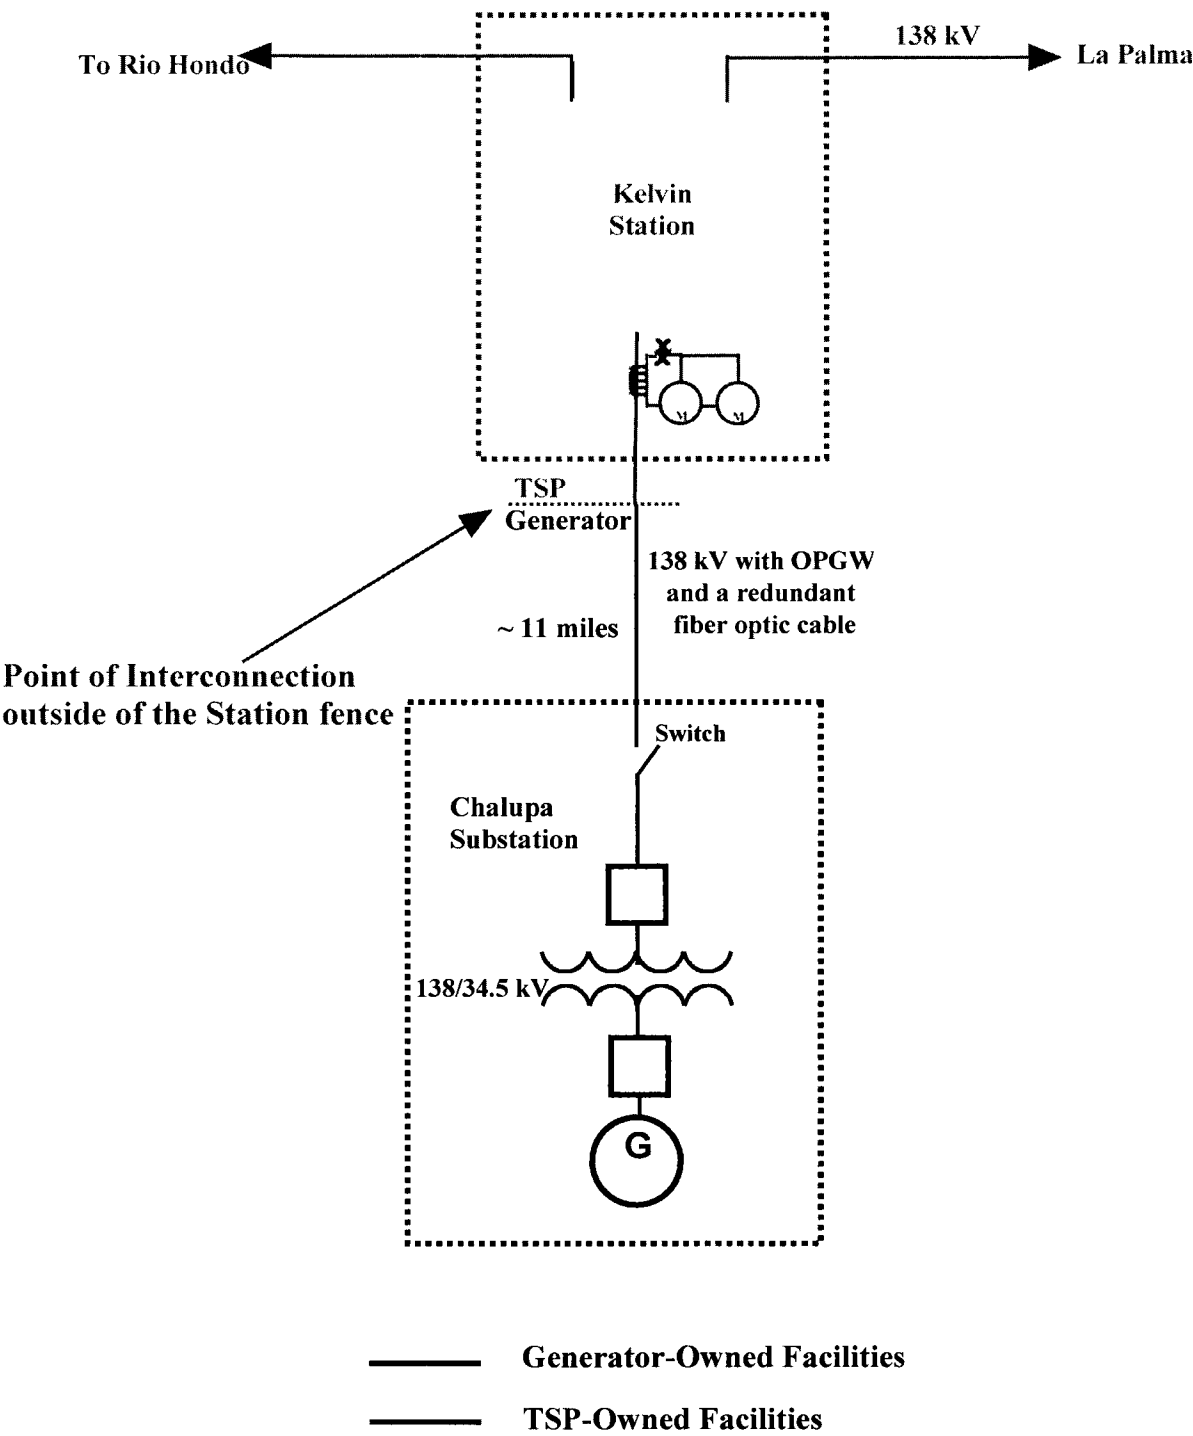 138 kV
To Rio Hondo
La Palma
Kelvin
Station
M M
TSP
Generator
138 kV with OPGW
and a redundant
fiber optic cable
~ 11 miles
Point of Interconnection
outside of the Station fence
Switch
Chalupa
Substation
138/34.5 kV
G
Generator-Owned Facilities
TSP-Owned Facilities